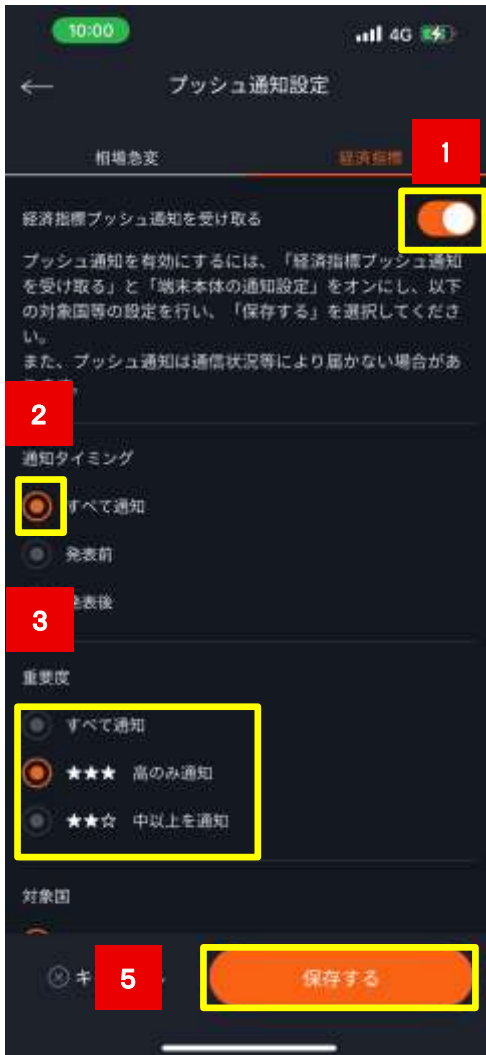 10:00 4G
プッシュ通知設定
相場急変 経済指標 1
経済指標プッシュ通知を受け取る
プッシュ通知を有効にするには、「経済指標プッシュ通知
を受け取る」と「端末本体の通知設定」をオンにし、以下
の対象国等の設定を行い、「保存する」を選択してくださ
い。
また、プッシュ通知は通信状況等により届かない場合があ
2
通知タイミング
すべて通知
発表前
3 発表後
重要度
すべて通知
★★★ 高のみ通知
★★☆ 中以上を通知
対象国
キ 5 保存する